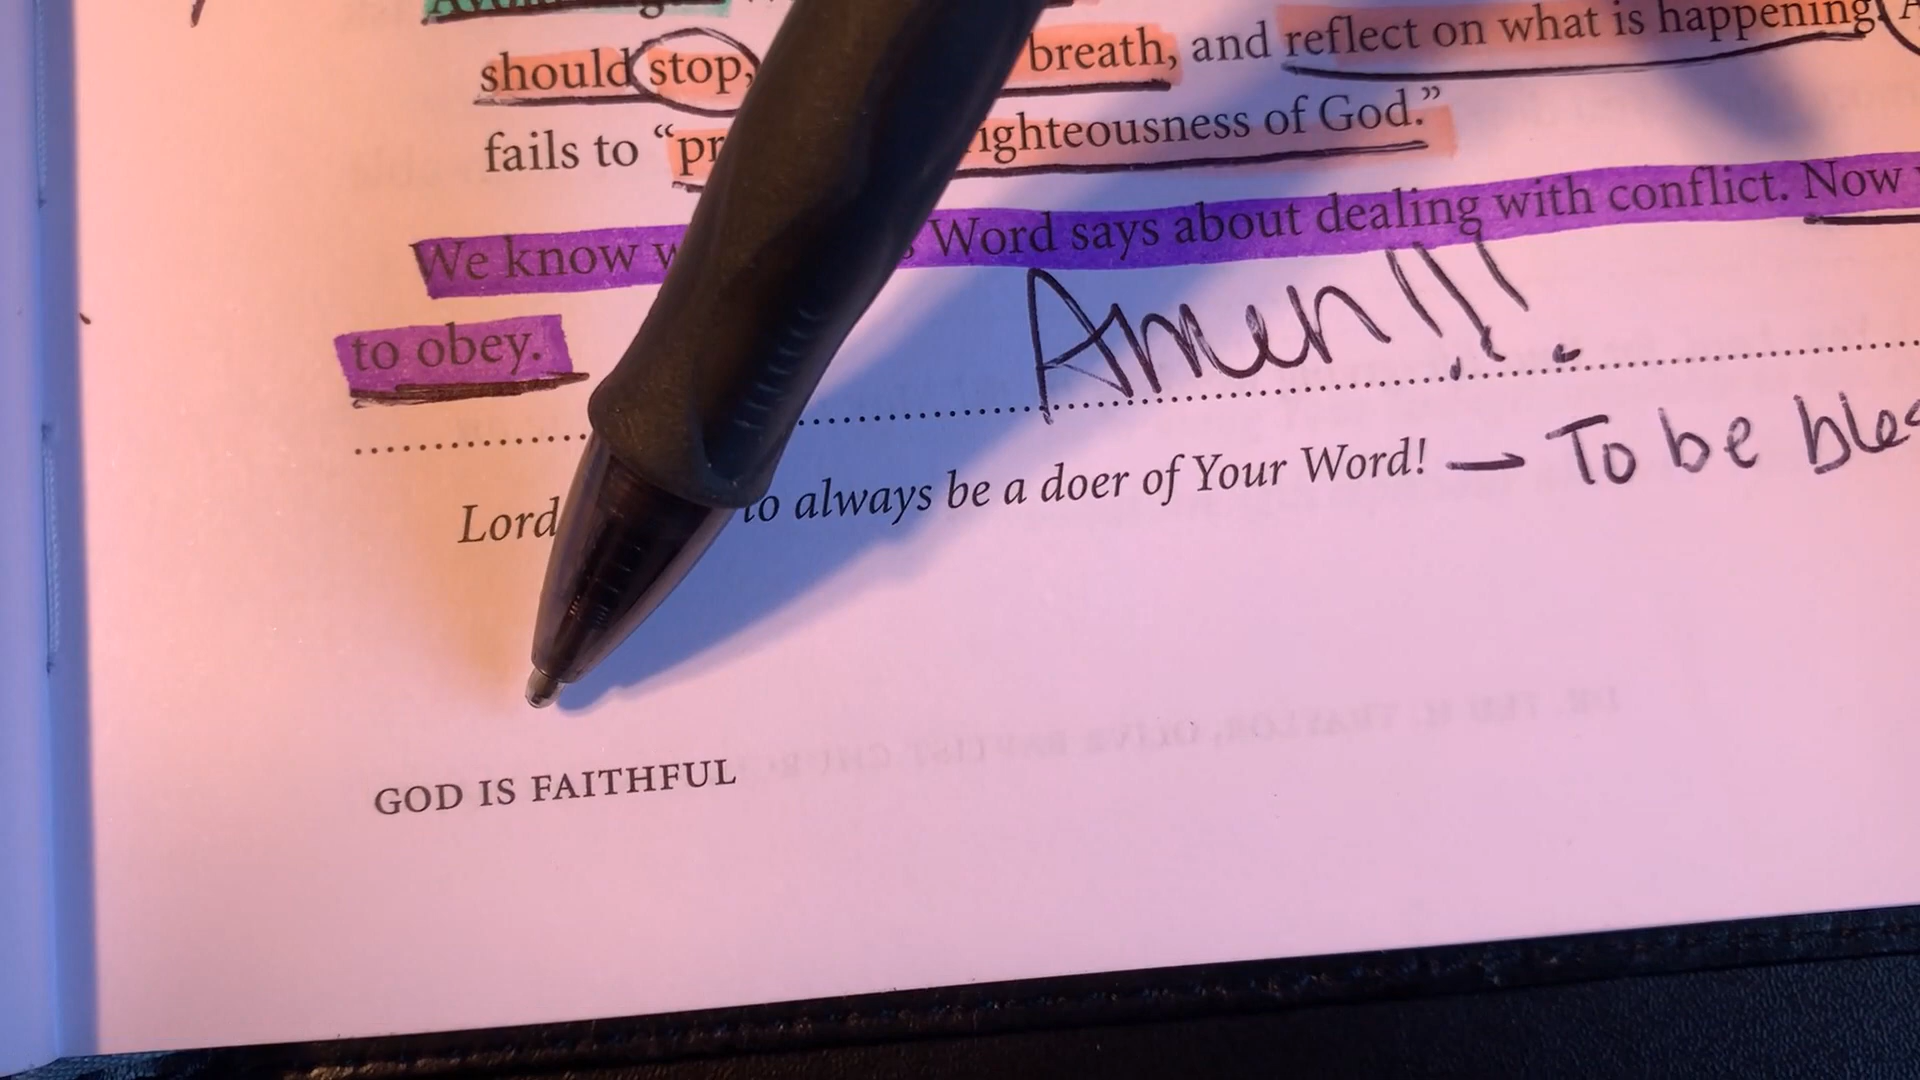 should stop, breath, and reflect on what is happening.
fails to “pr ighteousness of God.”
We know w Word says about dealing with conflict. Now
to obey.
Amen!!!
Lord to always be a doer of Your Word! – To be bles
GOD IS FAITHFUL